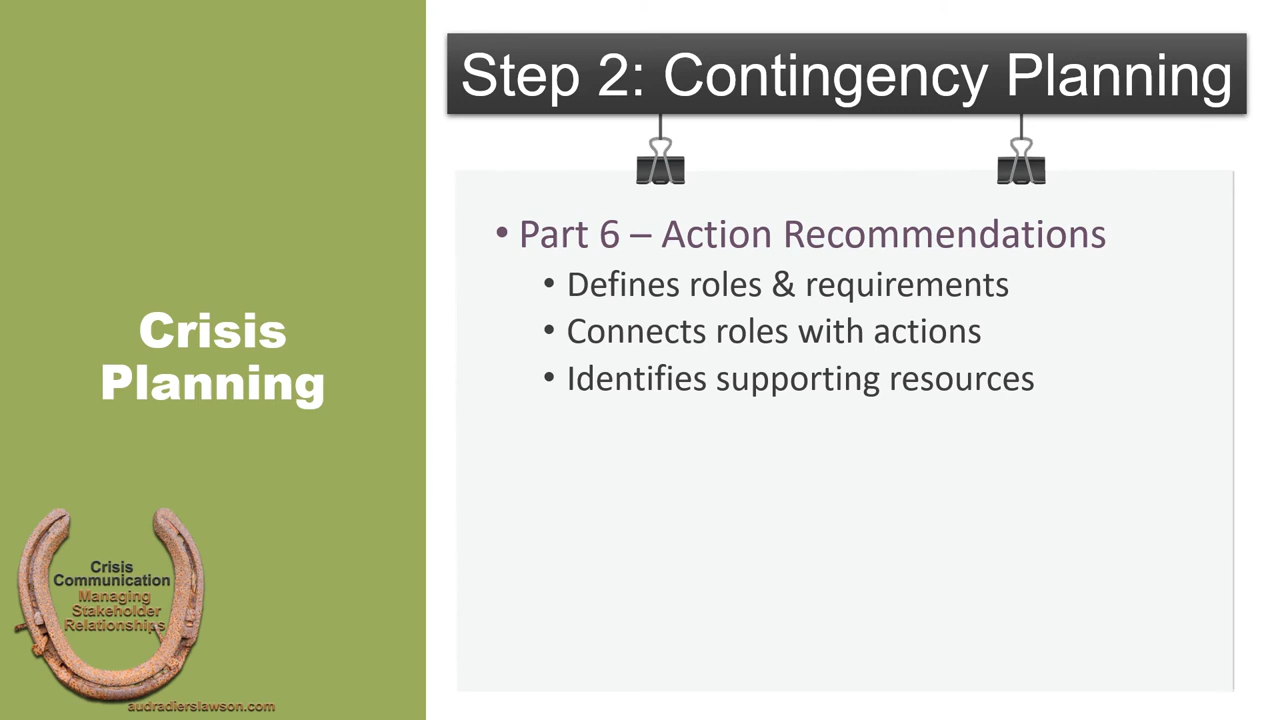 Step 2: Contingency Planning
• Part 6 – Action Recommendations
• Defines roles & requirements
• Connects roles with actions
• Identifies supporting resources
Crisis
Planning
Crisis
Communication
Managing
Stakeholder
Relationships
audradierslawson.com